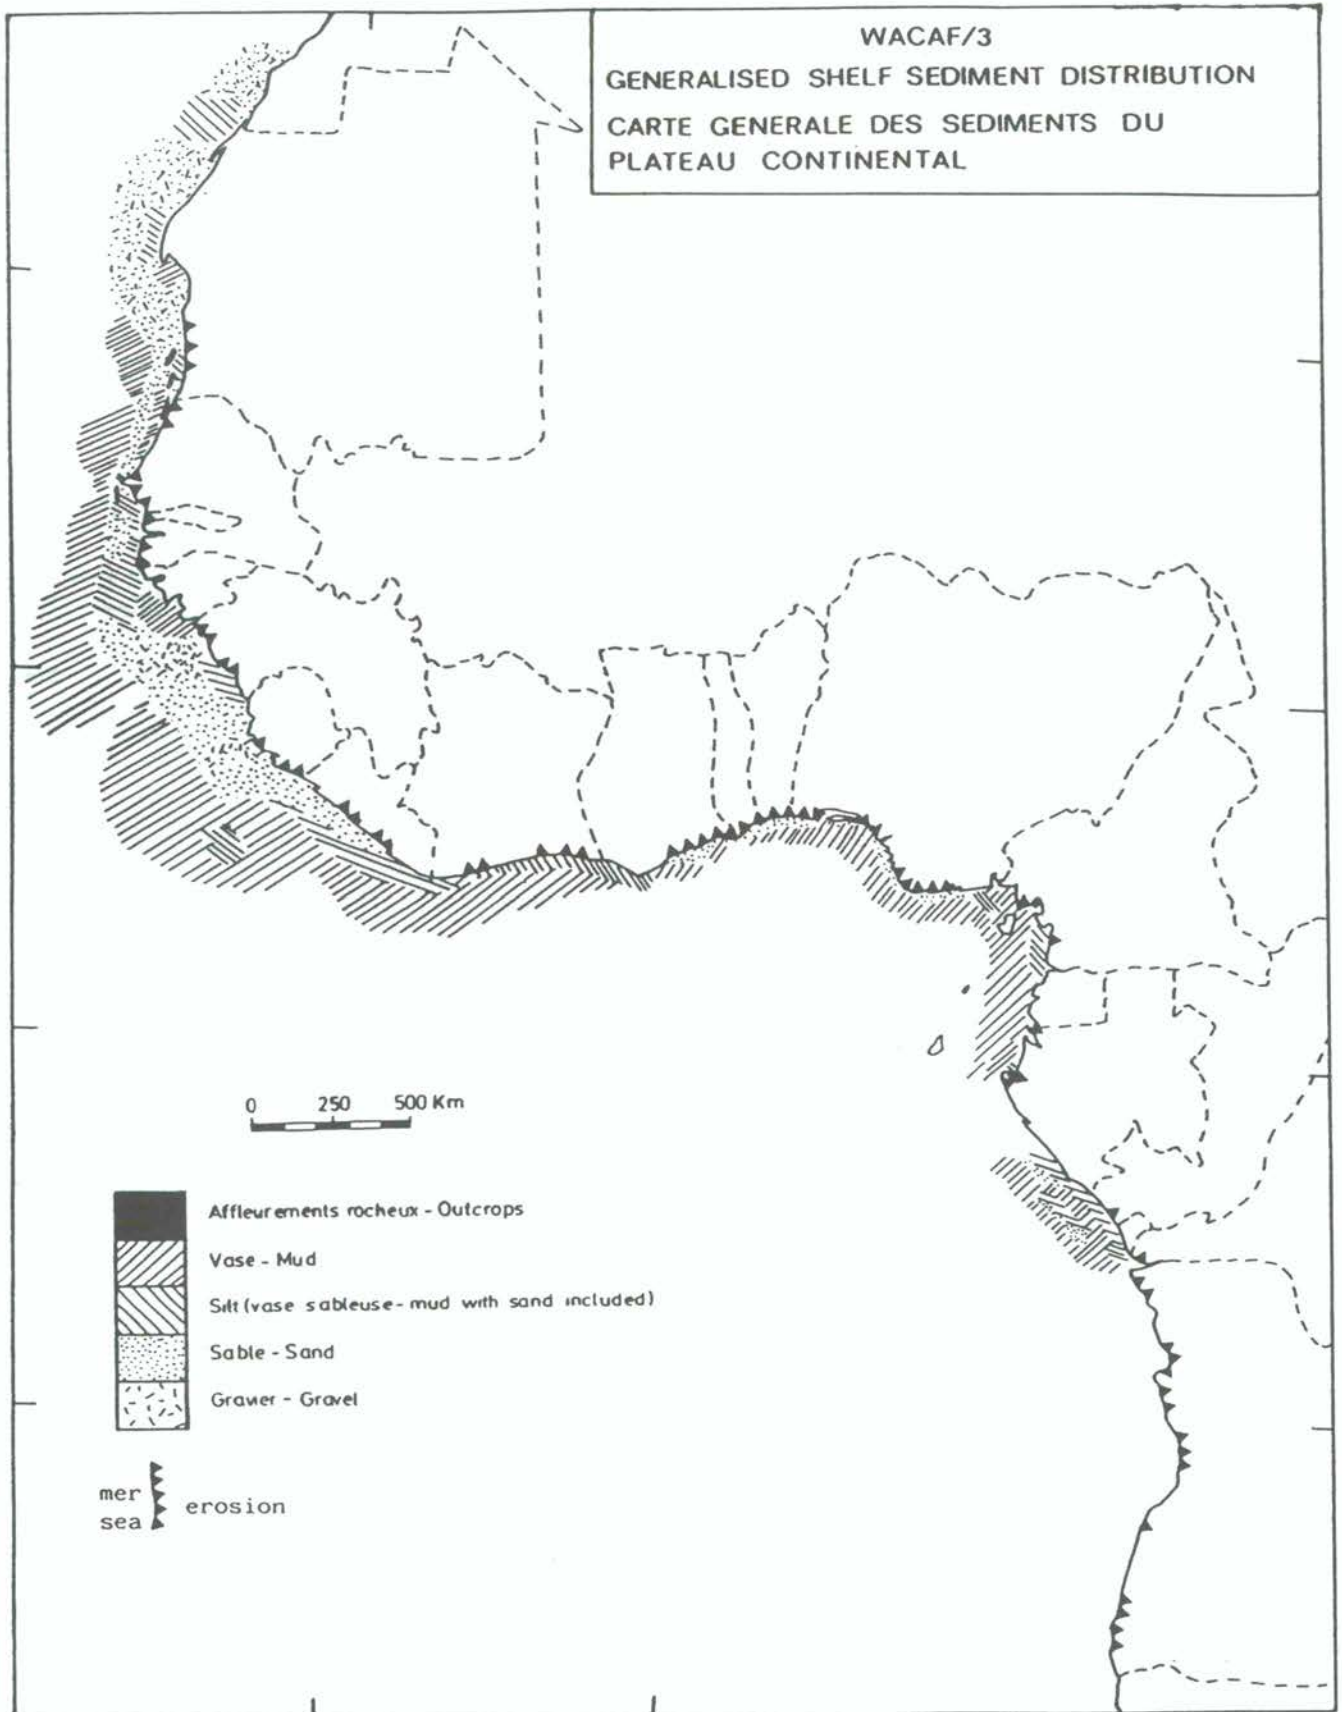 WACAF/3
GENERALISED SHELF SEDIMENT DISTRIBUTION
CARTE GENERALE DES SEDIMENTS DU
PLATEAU CONTINENTAL
0 250 500 Km
Affleurements rocheux - Outcrops
Vase - Mud
Silt (vase sableuse - mud with sand included)
Sable - Sand
Gravier - Gravel
mer
sea
erosion